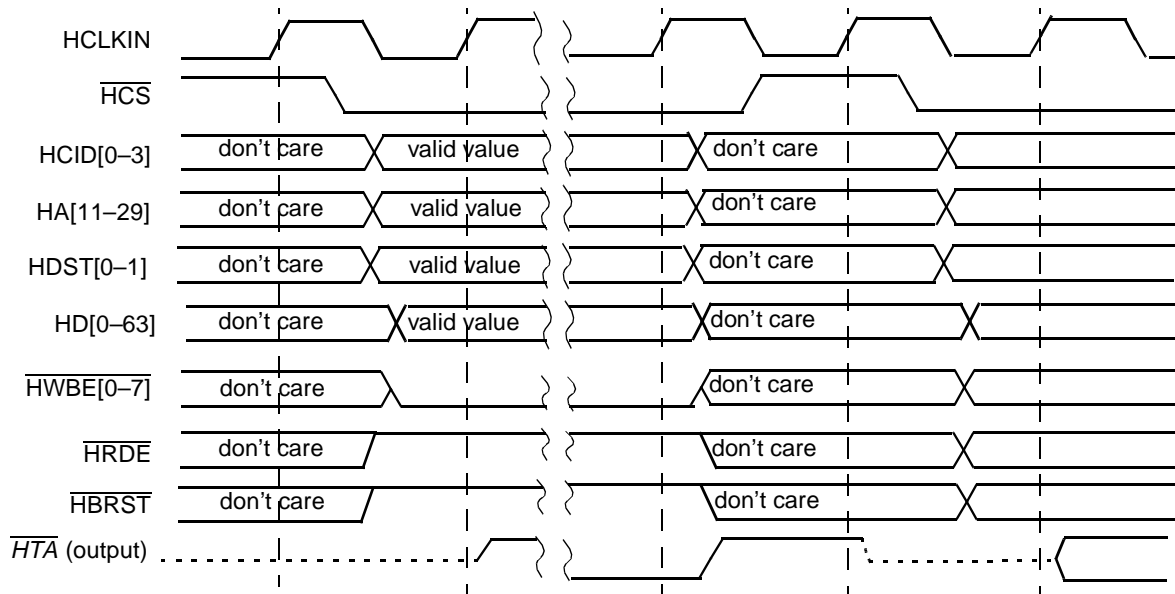 HCLKIN
HCS
HCID[0–3] don't care valid value don't care
HA[11–29] don't care valid value don't care
HDST[0–1] don't care valid value don't care
HD[0–63] don't care valid value don't care
HWBE[0–7] don't care don't care
HRDE don't care don't care
HBRST don't care don't care
HTA (output)